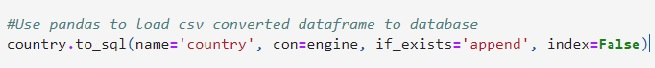 #Use pandas to load csv converted dataframe to database
country.to_sql(name='country', con=engine, if_exists='append', index=False)